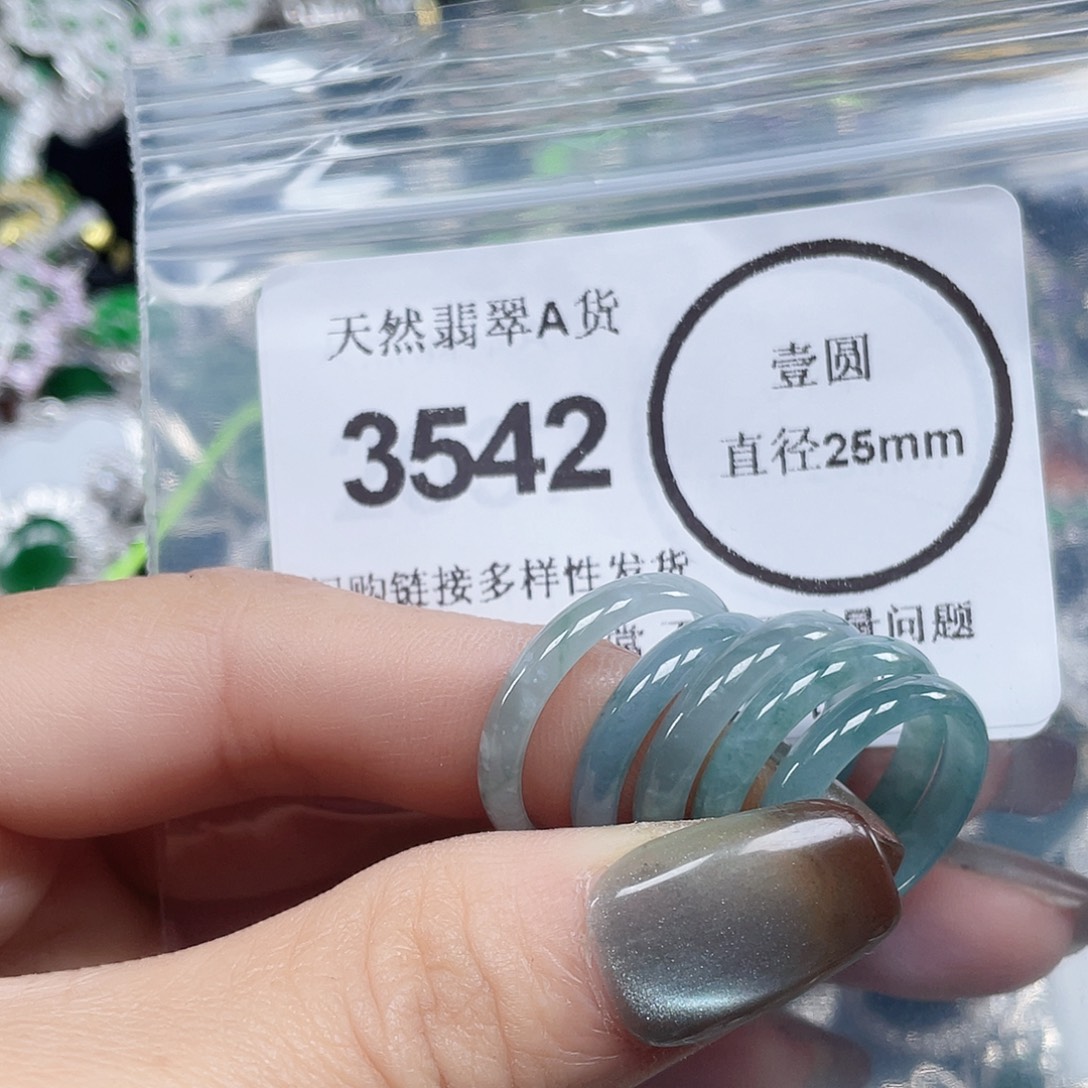 天然翡翠A货
3542
壹圆
直径25mm
购链接多样性发货
量问题